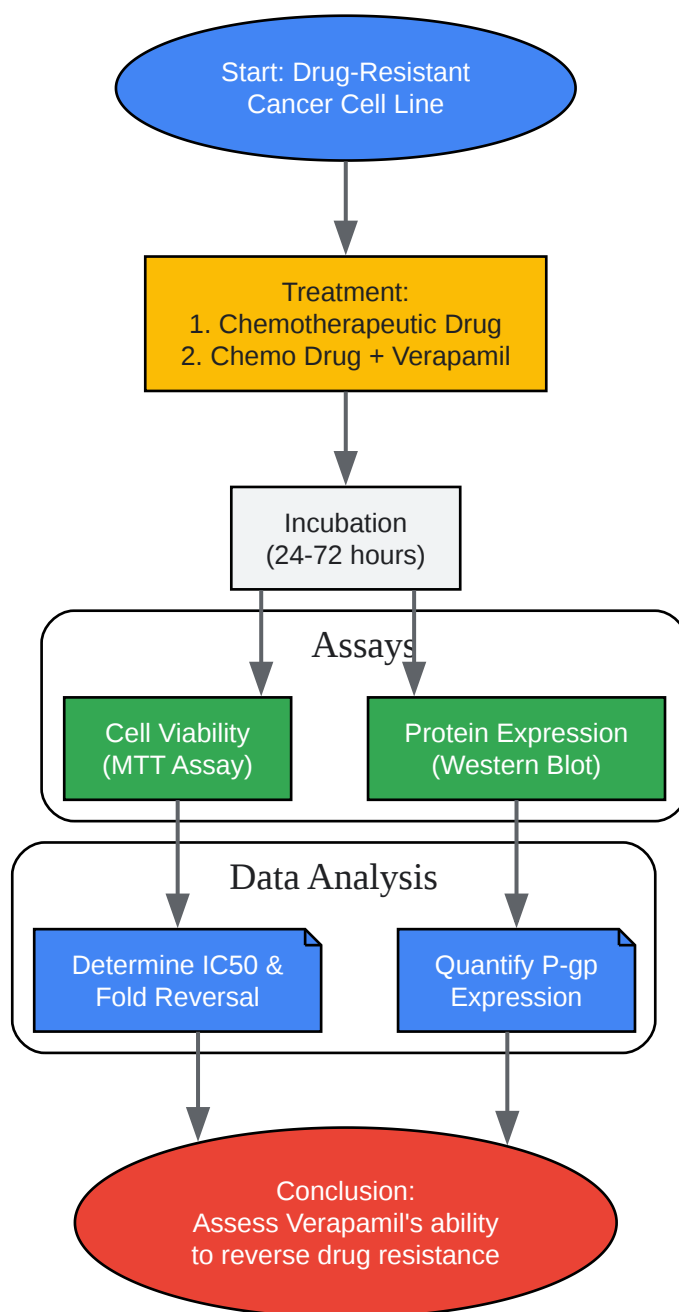 Start: Drug-Resistant
Cancer Cell Line
Treatment:
1. Chemotherapeutic Drug
2. Chemo Drug + Verapamil
Incubation
(24-72 hours)
Assays
Cell Viability
(MTT Assay)
Protein Expression
(Western Blot)
Data Analysis
Determine IC50 &
Fold Reversal
Quantify P-gp
Expression
Conclusion:
Assess Verapamil's ability
to reverse drug resistance